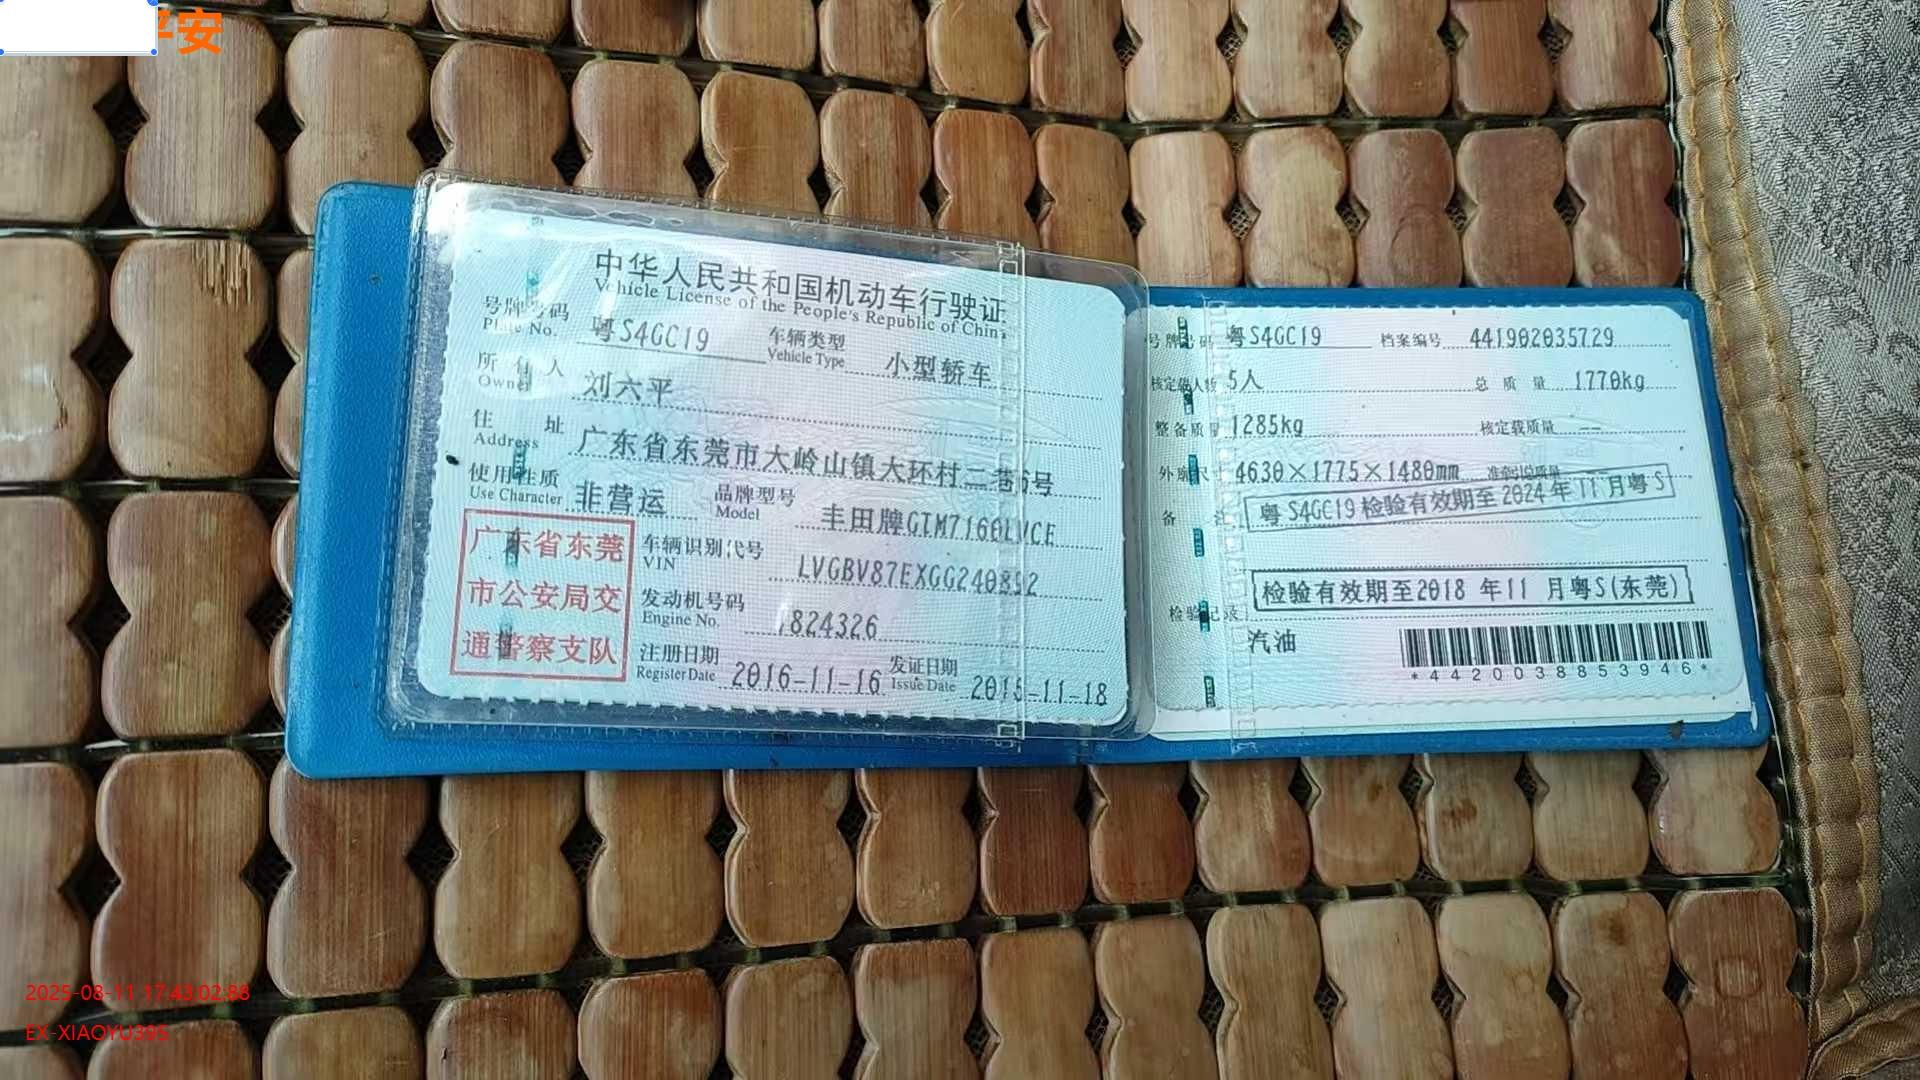 安
中华人民共和国机动车行驶证
Vehicle License of the People's Republic of China
号牌号码 粤S4GC19 车辆类型 小型轿车
Plate No. Vehicle Type
所有人 刘六平
Owner
住址 广东省东莞市大岭山镇大环村二巷6号
Address
使用性质 非营运 品牌型号 丰田牌GTM7160LVCE
Use Character Model
广东省东莞
市公安局交
通警察支队
车辆识别代号 LVGBV87EXGG240892
VIN
发动机号码 824326
Engine No.
注册日期 2016-11-16 发证日期
Register Date Issue Date
号牌号码 粤S4GC19 档案编号 441902035729
核定载人数 5人 总质量 1770kg
整备质量 1285kg 核定载质量 --
外廓尺寸 4630×1775×1480mm 准牵引总质量 --
备注 粤S4GC19检验有效期至2024年11月粤S
检验有效期至2018 年11 月粤S(东莞)
检验记录
汽油
*4420038853946*
2025-08-11 17:43:02.88
EX-XIAOYU395